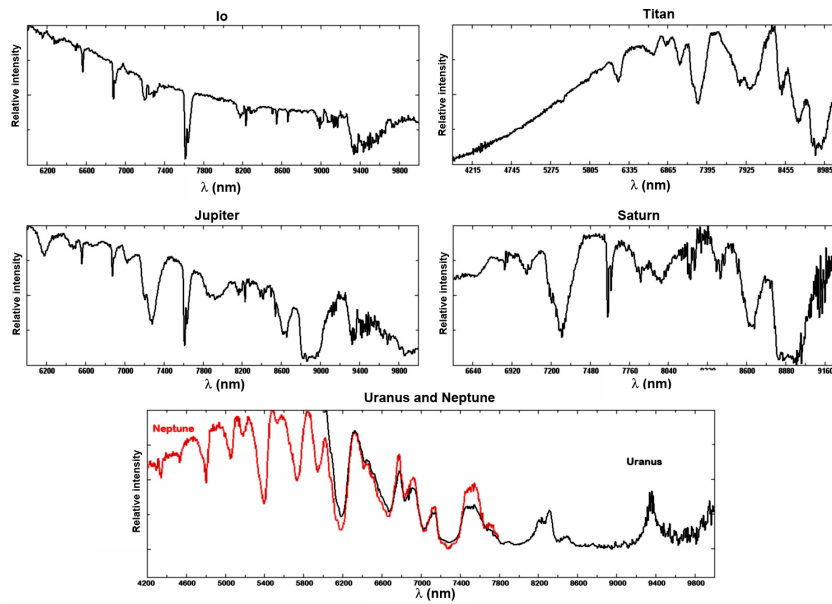 Io
Relative intensity
6200 6600 7000 7400 7800 8200 8600 9000 9400 9800
λ (nm)
Titan
Relative intensity
4215 4745 5275 5805 6335 6865 7395 7925 8455 8985
λ (nm)
Jupiter
Relative intensity
6200 6600 7000 7400 7800 8200 8600 9000 9400 9800
λ (nm)
Saturn
Relative intensity
6640 6920 7200 7480 7760 8040 8600 8880 9160
λ (nm)
Uranus and Neptune
Neptune
Uranus
Relative intensity
4200 4600 5000 5400 5800 6200 6600 7000 7400 7800 8200 8600 9000 9400 9800
λ (nm)